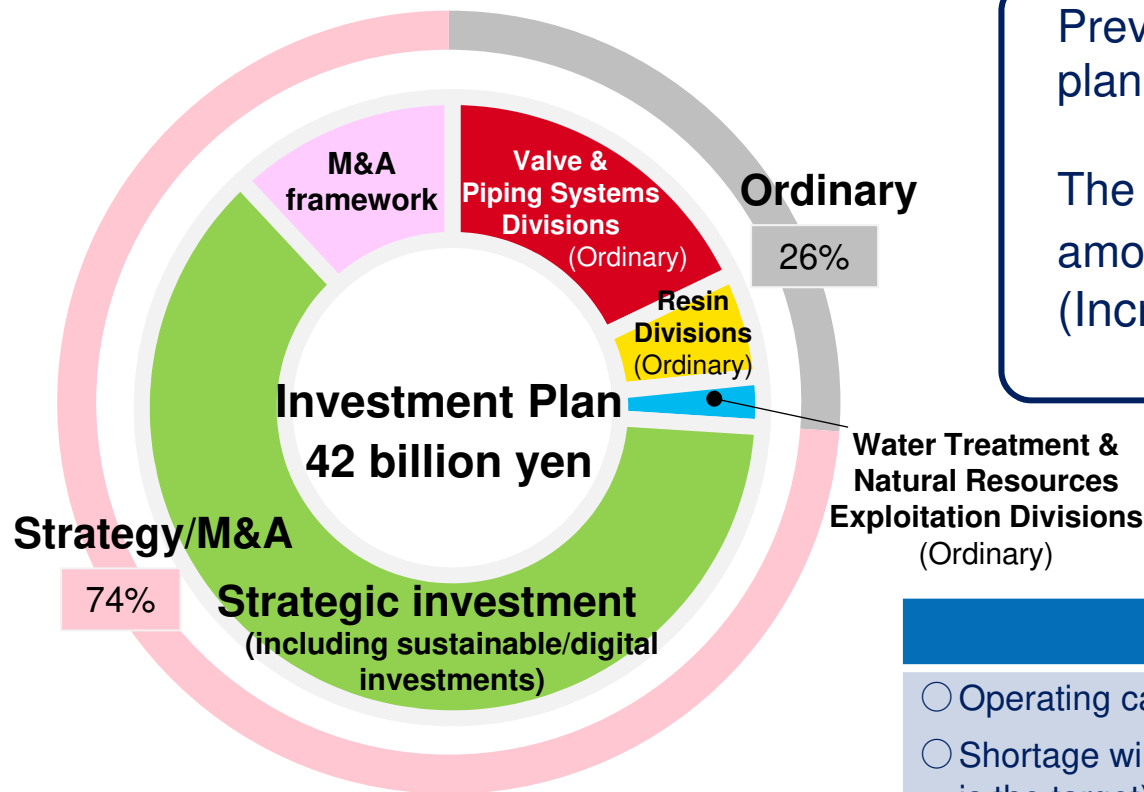 Prev
plan
The
amo
(Incr
M&A
framework
Valve &
Piping Systems
Divisions
(Ordinary)
Ordinary
26%
Resin
Divisions
(Ordinary)
Investment Plan
42 billion yen
Water Treatment &
Natural Resources
Exploitation Divisions
(Ordinary)
Strategy/M&A
74%
Strategic investment
(including sustainable/digital
investments)
○ Operating ca
○ Shortage wi